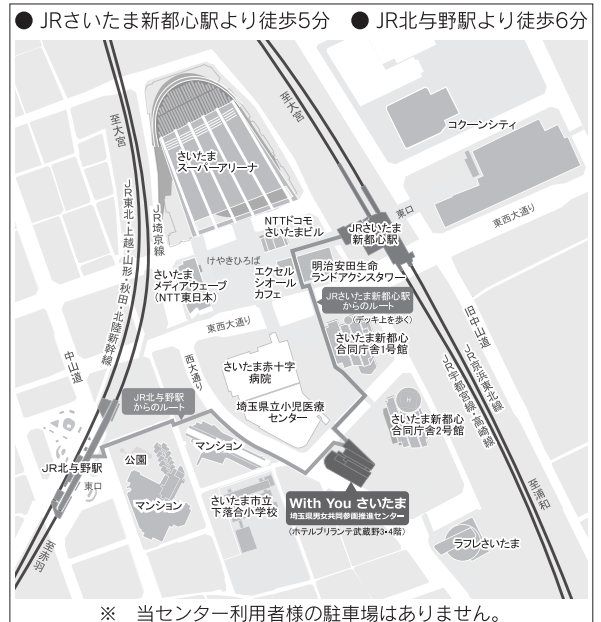 ● JRさいたま新都心駅より徒歩5分 ● JR北与野駅より徒歩6分
至大宮
至大宮
コクーンシティ
さいたま
スーパーアリーナ
JR東北・上越・山形・秋田・北陸新幹線
JR埼京線
NTTドコモ
さいたまビル
JRさいたま
新都心駅
東口
東西大通り
けやきひろば
さいたま
メディアウェーブ
(NTT東日本)
エクセル
シオール
カフェ
明治安田生命
ランドアクシスタワー
JRさいたま新都心駅
からのルート
(デッキ上を歩く)
東西大通り
中山道
西大通り
さいたま赤十字
病院
さいたま新都心
合同庁舎1号館
旧中山道
JR京浜東北線
JR宇都宮線・高崎線
JR北与野駅
からのルート
埼玉県立小児医療
センター
H
さいたま新都心
合同庁舎2号館
マンション
公園
JR北与野駅
東口
マンション
さいたま市立
下落合小学校
With You さいたま
埼玉県男女共同参画推進センター
(ホテルブリランテ武蔵野3・4階)
至浦和
ラフレさいたま
至赤羽
※ 当センター利用者様の駐車場はありません。